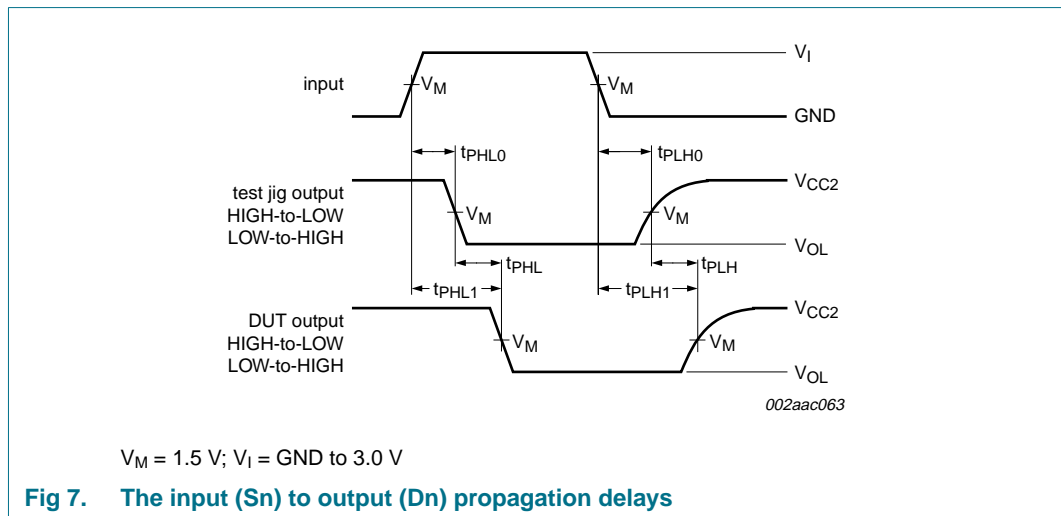 V_I
input
V_M
V_M
GND
t_PHL0
t_PLH0
V_CC2
test jig output
HIGH-to-LOW
LOW-to-HIGH
V_M
V_M
V_OL
t_PHL
t_PLH
t_PHL1
t_PLH1
V_CC2
DUT output
HIGH-to-LOW
LOW-to-HIGH
V_M
V_M
V_OL
002aac063
V_M = 1.5 V; V_I = GND to 3.0 V
Fig 7. The input (Sn) to output (Dn) propagation delays